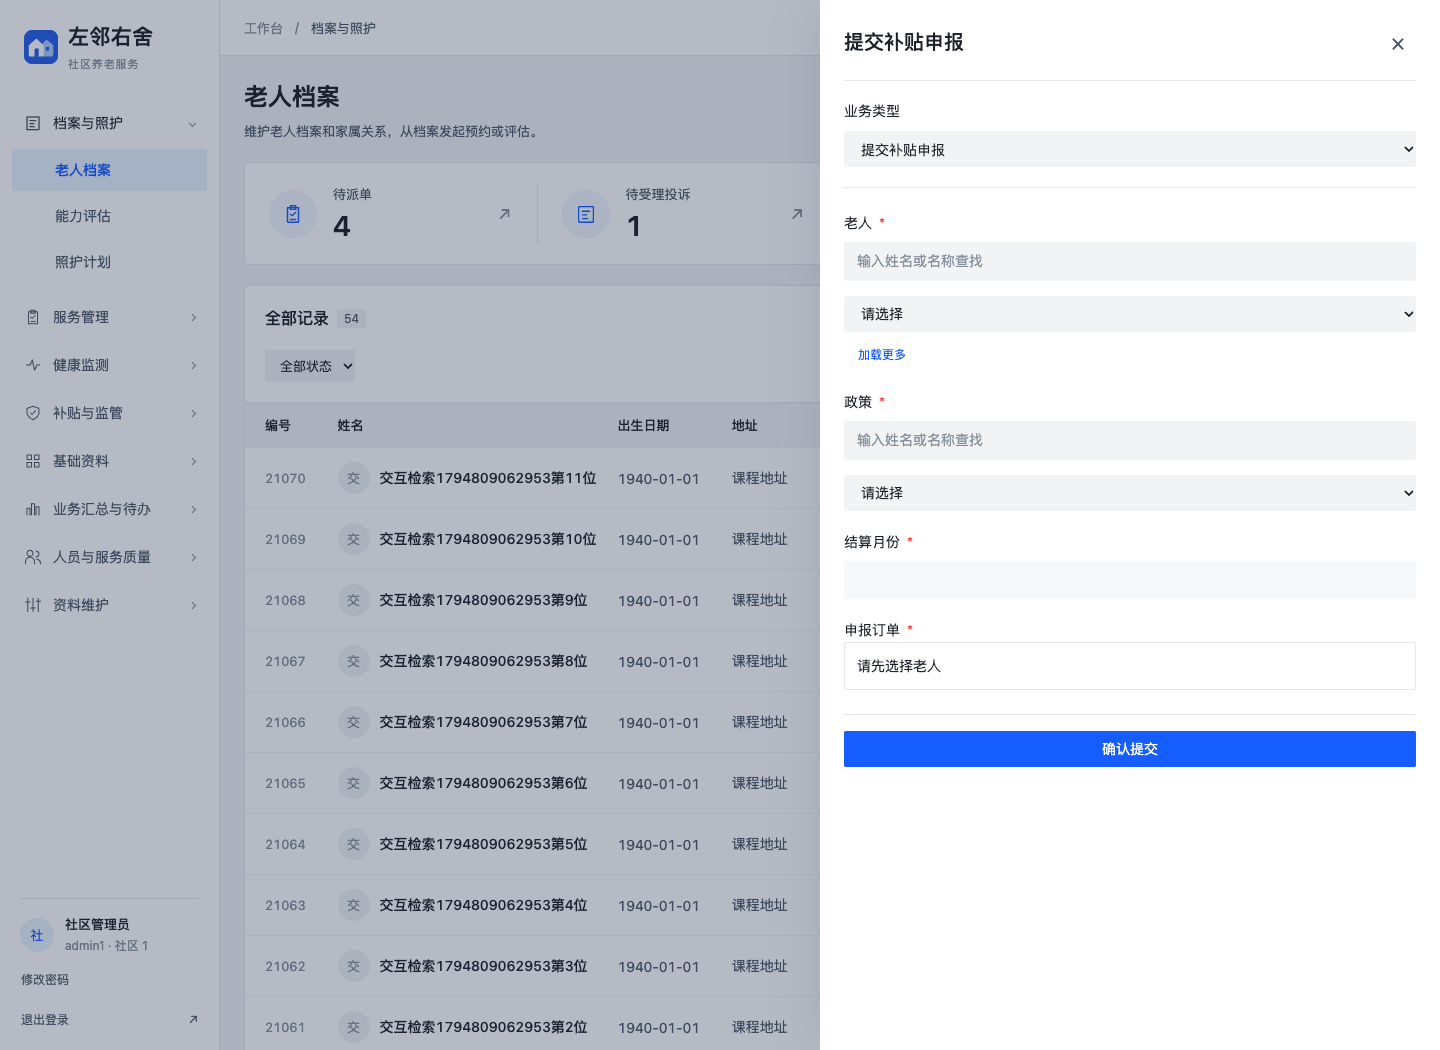 左邻右舍
社区养老服务
档案与照护
老人档案
能力评估
照护计划
服务管理
健康监测
补贴与监管
基础资料
业务汇总与待办
人员与服务质量
资料维护
社
社区管理员
admin1 · 社区 1
修改密码
退出登录
工作台 / 档案与照护
老人档案
维护老人档案和家属关系，从档案发起预约或评估。
待派单
4
待受理投诉
1
全部记录 54
全部状态
编号 姓名 出生日期 地址
21070 交 交互检索1794809062953第11位 1940-01-01 课程地址
21069 交 交互检索1794809062953第10位 1940-01-01 课程地址
21068 交 交互检索1794809062953第9位 1940-01-01 课程地址
21067 交 交互检索1794809062953第8位 1940-01-01 课程地址
21066 交 交互检索1794809062953第7位 1940-01-01 课程地址
21065 交 交互检索1794809062953第6位 1940-01-01 课程地址
21064 交 交互检索1794809062953第5位 1940-01-01 课程地址
21063 交 交互检索1794809062953第4位 1940-01-01 课程地址
21062 交 交互检索1794809062953第3位 1940-01-01 课程地址
21061 交 交互检索1794809062953第2位 1940-01-01 课程地址
提交补贴申报
业务类型
提交补贴申报
老人 *
输入姓名或名称查找
请选择
加载更多
政策 *
输入姓名或名称查找
请选择
结算月份 *
申报订单 *
请先选择老人
确认提交